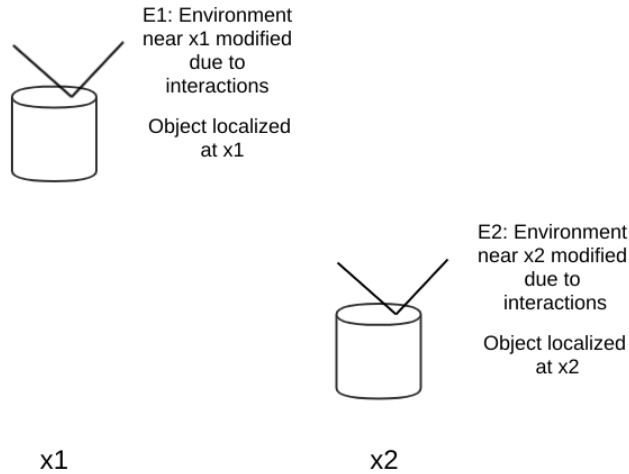 E1: Environment
near x1 modified
due to
interactions
Object localized
at x1
E2: Environment
near x2 modified
due to
interactions
Object localized
at x2
x1
x2